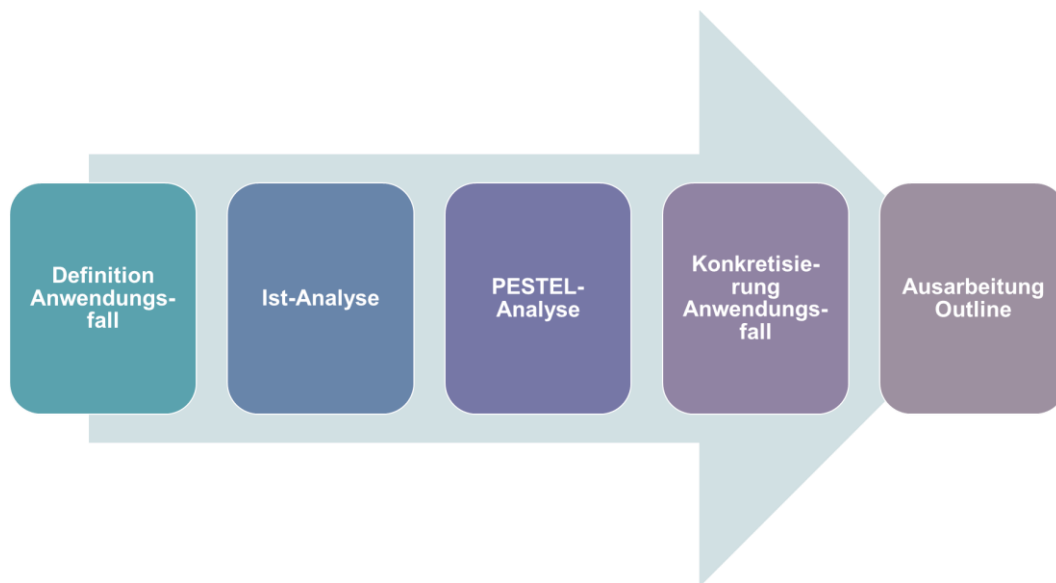 Definition
Anwendungs-
fall
Ist-Analyse
PESTEL-
Analyse
Konkretisie-
rung
Anwendungs-
fall
Ausarbeitung
Outline